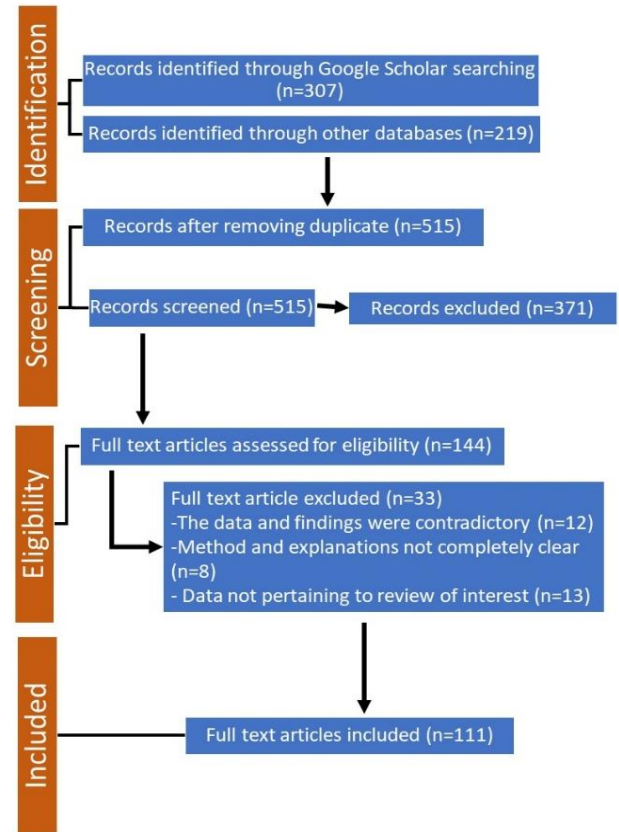 Identification
Records identified through Google Scholar searching
(n=307)
Records identified through other databases (n=219)
Screening
Records after removing duplicate (n=515)
Records screened (n=515)
Records excluded (n=371)
Eligibility
Full text articles assessed for eligibility (n=144)
Full text article excluded (n=33)
-The data and findings were contradictory (n=12)
-Method and explanations not completely clear
(n=8)
- Data not pertaining to review of interest (n=13)
Included
Full text articles included (n=111)